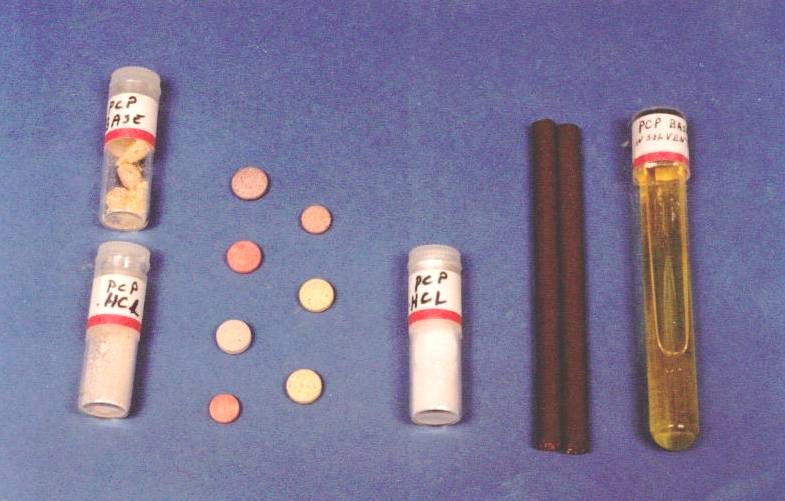 PCP
BASE
PCP
.HCL
PCP
.HCL
PCP BASE
IN SOLVENT